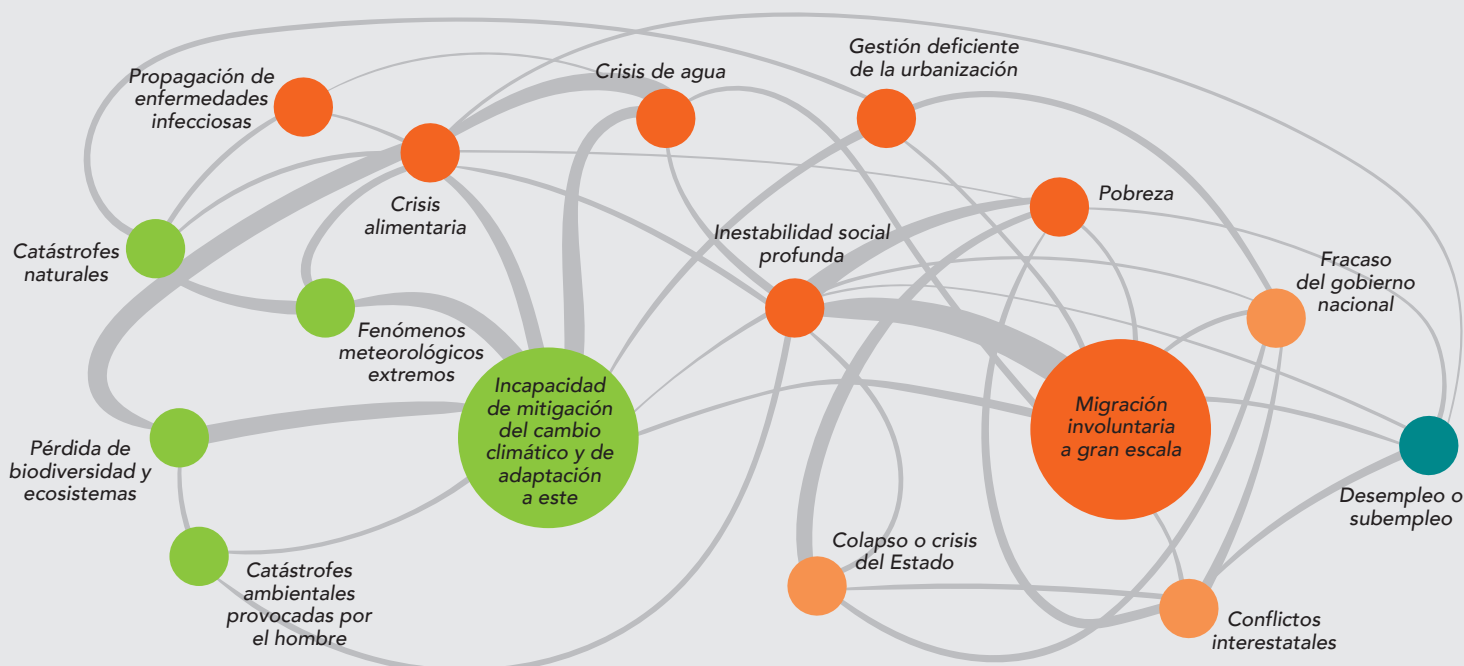 Gestión deficiente
de la urbanización
Propagación de
enfermedades
infecciosas
Crisis de agua
Pobreza
Crisis
alimentaria
Inestabilidad social
profunda
Catástrofes
naturales
Fracaso
del gobierno
nacional
Fenómenos
meteorológicos
extremos
Incapacidad
de mitigación
del cambio
climático y de
adaptación
a este
Migración
involuntaria
a gran escala
Pérdida de
biodiversidad y
ecosistemas
Desempleo o
subempleo
Colapso o crisis
del Estado
Catástrofes
ambientales
provocadas por
el hombre
Conflictos
interestatales